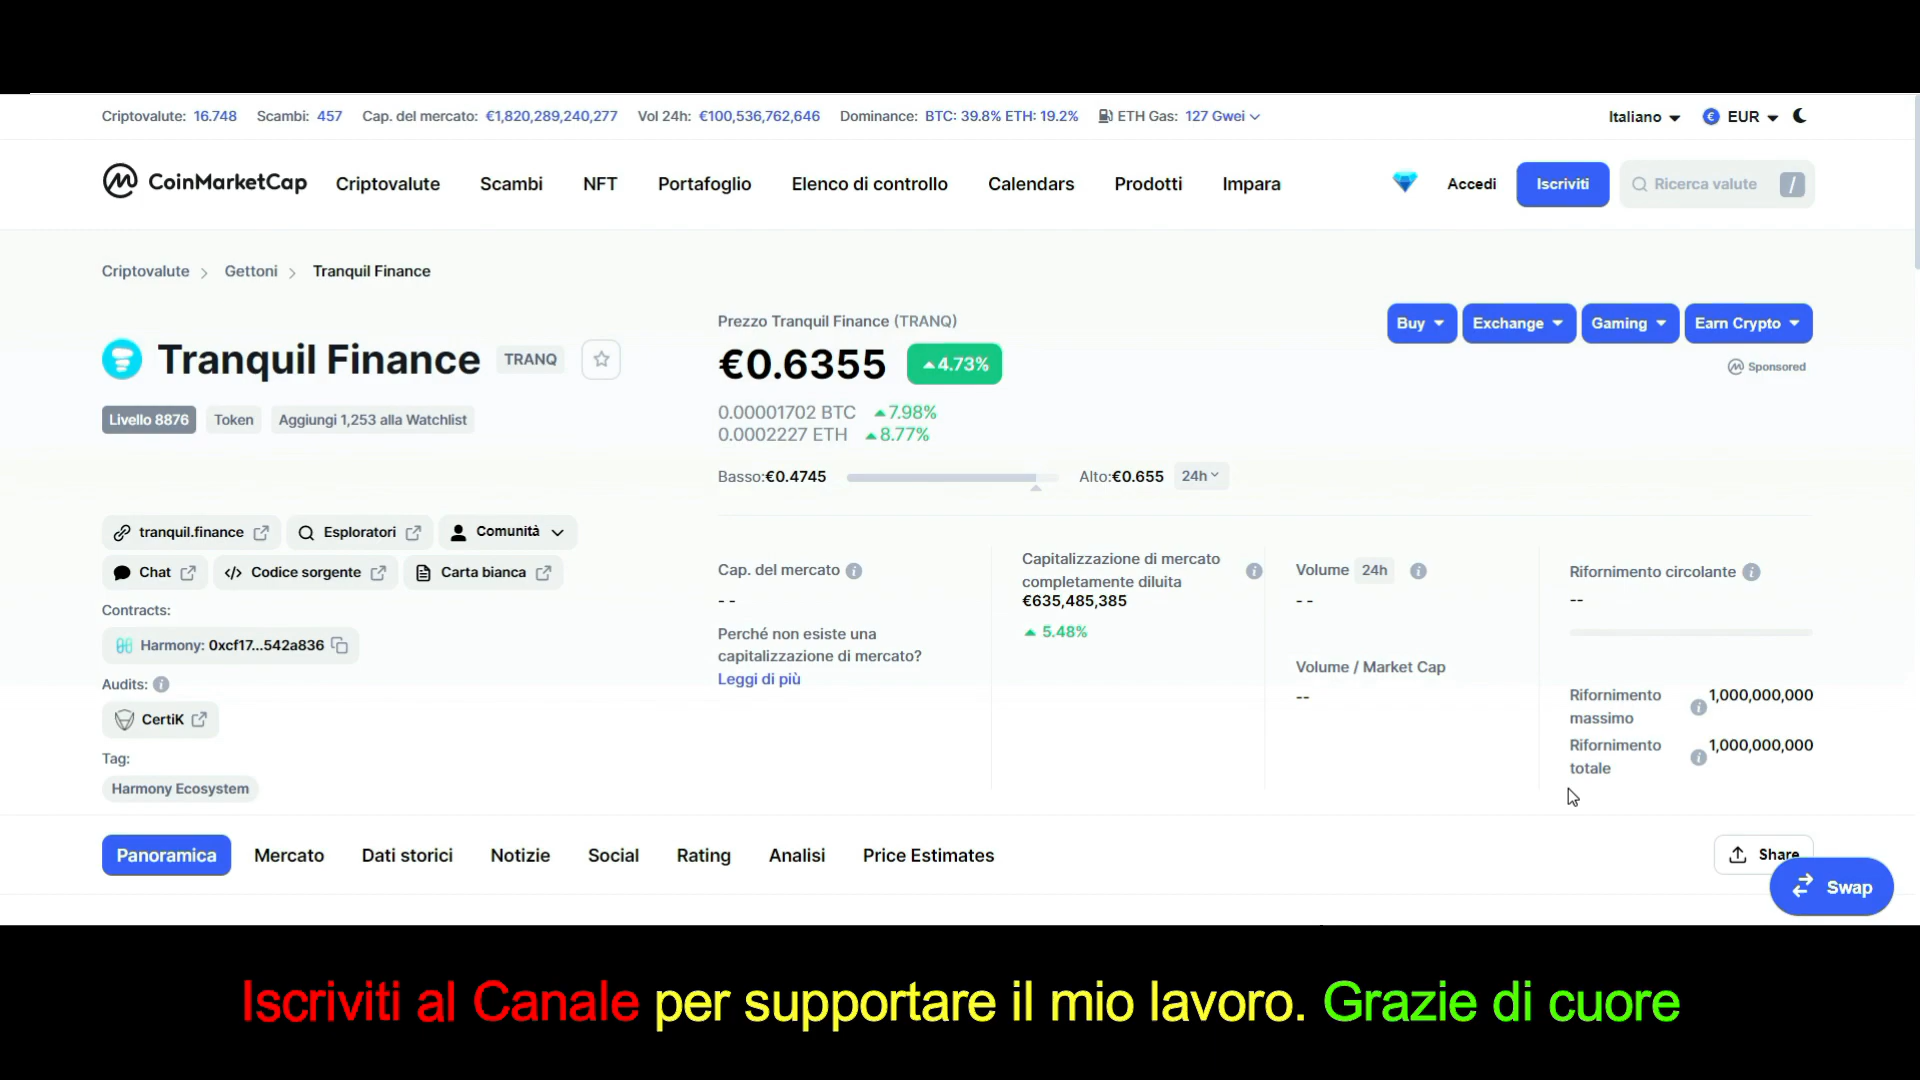 Criptovalute: 16.748 Scambi: 457 Cap. del mercato: €1,820,289,240,277 Vol 24h: €100,536,762,646 Dominance: BTC: 39.8% ETH: 19.2% ETH Gas: 127 Gwei Italiano EUR
CoinMarketCap Criptovalute Scambi NFT Portafoglio Elenco di controllo Calendars Prodotti Impara Accedi Iscriviti Ricerca valute /
Criptovalute > Gettoni > Tranquil Finance
Tranquil Finance TRANQ
Livello 8876 Token Aggiungi 1,253 alla Watchlist
tranquil.finance Esploratori Comunità
Chat Codice sorgente Carta bianca
Contracts:
Harmony: 0xcf17...542a836
Audits:
CertiK
Tag:
Harmony Ecosystem
Prezzo Tranquil Finance (TRANQ)
€0.6355 4.73%
0.00001702 BTC 7.98%
0.0002227 ETH 8.77%
Basso:€0.4745 Alto:€0.655 24h
Buy Exchange Gaming Earn Crypto
Sponsored
Cap. del mercato
- -
Perché non esiste una
capitalizzazione di mercato?
Leggi di più
Capitalizzazione di mercato
completamente diluita
€635,485,385
5.48%
Volume 24h
- -
Volume / Market Cap
--
Rifornimento circolante
--
Rifornimento
massimo
1,000,000,000
Rifornimento
totale
1,000,000,000
Panoramica Mercato Dati storici Notizie Social Rating Analisi Price Estimates Share
Swap
Iscriviti al Canale per supportare il mio lavoro. Grazie di cuore